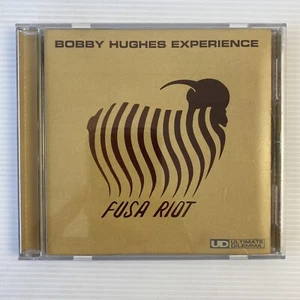 BOBBY HUGHES EXPERIENCE
FUSA RIOT
UD ULTIMATE
DILEMMA